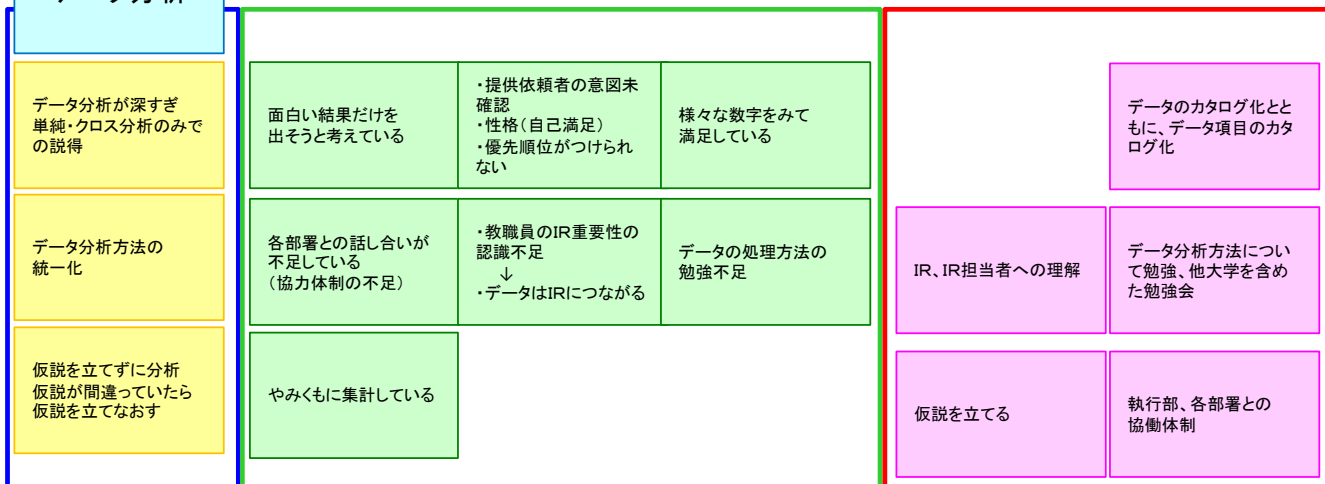 データ分析が深すぎ
単純・クロス分析のみで
の説得
面白い結果だけを
出そうと考えている
・提供依頼者の意図未
確認
・性格(自己満足)
・優先順位がつけられ
ない
様々な数字をみて
満足している
データのカタログ化とと
もに、データ項目のカタ
ログ化
データ分析方法の
統一化
各部署との話し合いが
不足している
(協力体制の不足)
・教職員のIR重要性の
認識不足
↓
・データはIRにつながる
データの処理方法の
勉強不足
IR、IR担当者への理解
データ分析方法につい
て勉強、他大学を含め
た勉強会
仮説を立てずに分析
仮説が間違っていたら
仮説を立てなおす
やみくもに集計している
仮説を立てる
執行部、各部署との
協働体制